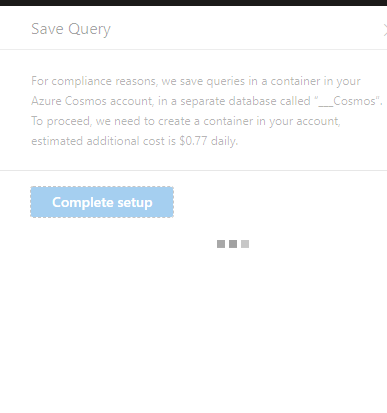 Save Query
For compliance reasons, we save queries in a container in your
Azure Cosmos account, in a separate database called "___Cosmos".
To proceed, we need to create a container in your account,
estimated additional cost is $0.77 daily.
Complete setup